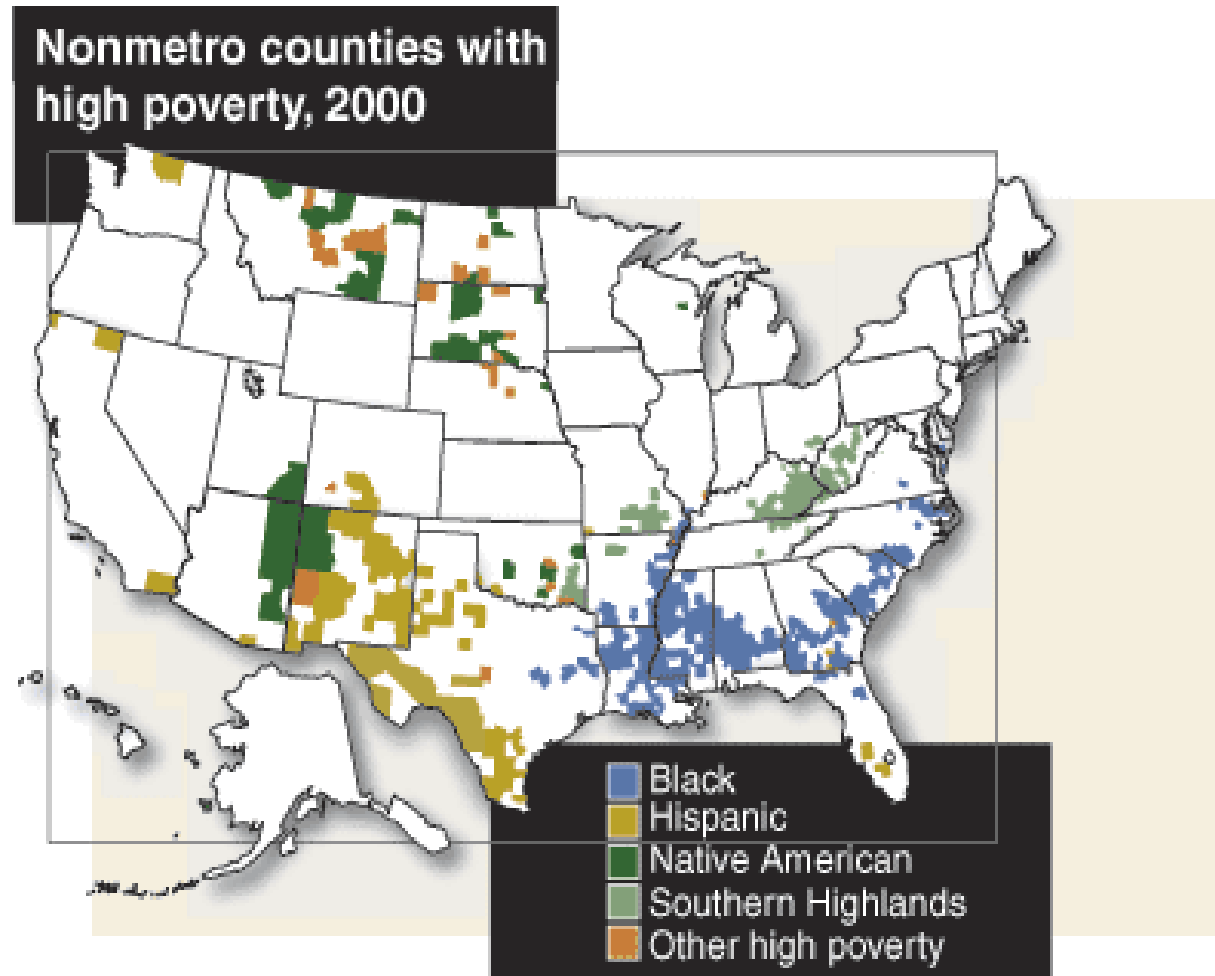 Nonmetro counties with
high poverty, 2000
Black
Hispanic
Native American
Southern Highlands
Other high poverty